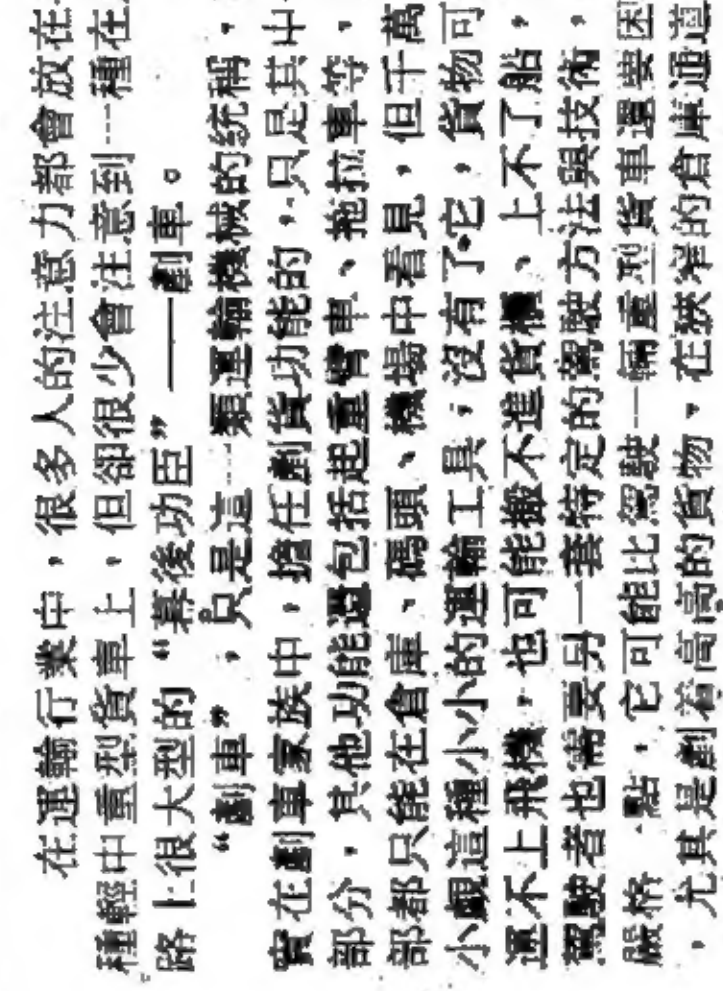 在運輸行業中，很多人的注意力都會放在
種輕中重型貨車上，但卻很少會注意到一種在
路上很大型的“幕後功臣”——剷車。
“剷車”，只是這一類運輸機械的统稱，
實在剷車家族中，擔任剷貨功能的，只是其中
部分，其他功能還包括起重臂車、拖拉車等，
部都只能在倉庫、碼頭、機場中看見，但千萬
小覷這種小小的運輸工具，沒有了它，貨物可
運不上飛機，也可能搬不進貨櫃、上不了船，
駕駛者也需要另一套特定的駕駛方法與技術。
嚴格一點，它可能比駕駛一輛重型貨車還要困
，尤其是剷着高高的貨物，在狹窄的倉庫通道